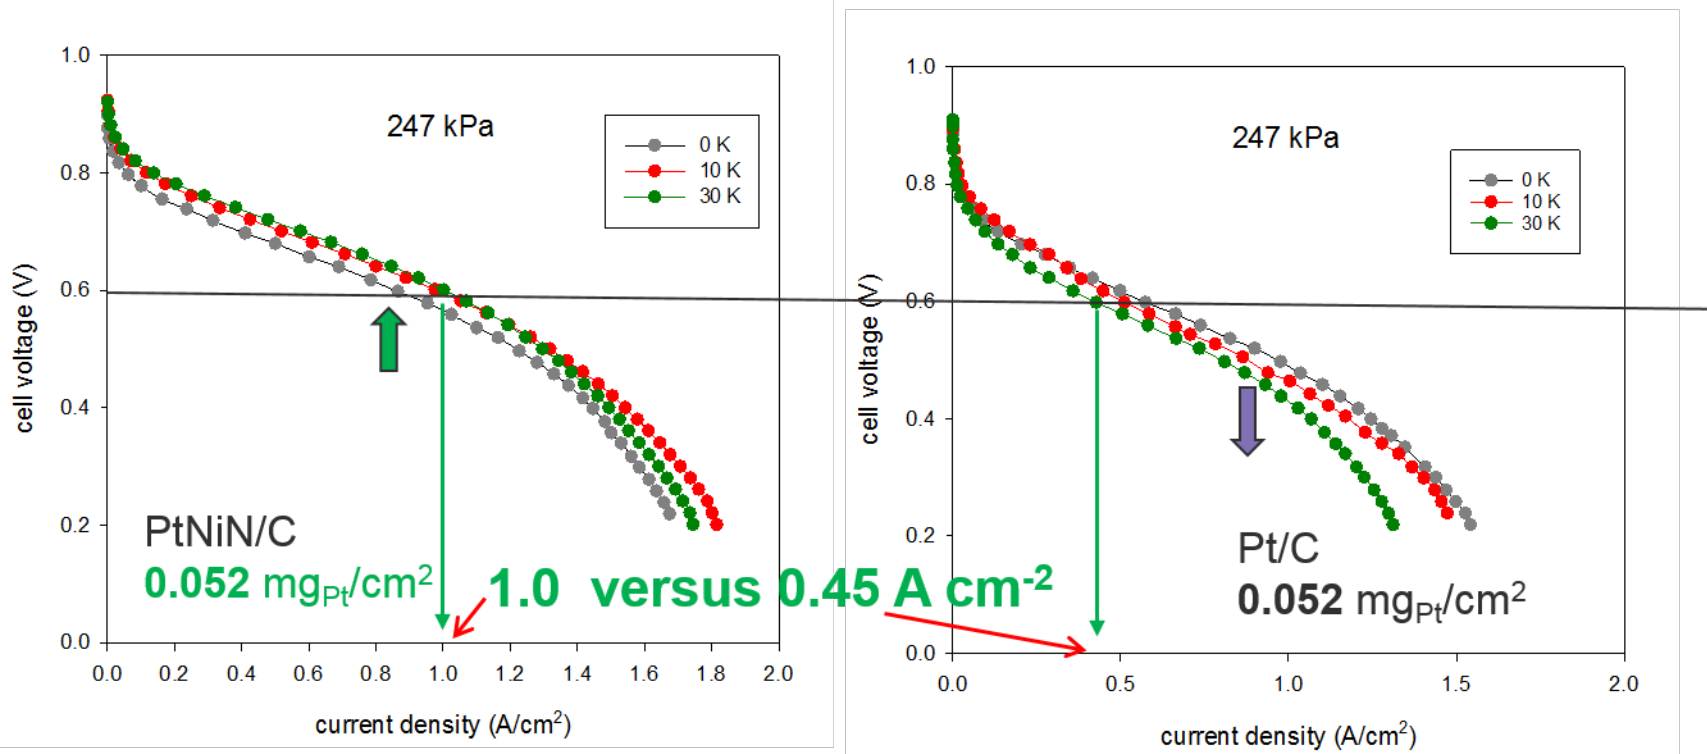 1.0
0.8
0.6
0.4
0.2
0.0
cell voltage (V)
247 kPa
0 K
10 K
30 K
PtNiN/C
0.052 mgPt/cm2
0.0 0.2 0.4 0.6 0.8 1.0 1.2 1.4 1.6 1.8 2.0
current density (A/cm2)
1.0 versus 0.45 A cm-2
1.0
0.8
0.6
0.4
0.2
0.0
cell voltage (V)
247 kPa
0 K
10 K
30 K
Pt/C
0.052 mgPt/cm2
0.0 0.5 1.0 1.5 2.0
current density (A/cm2)